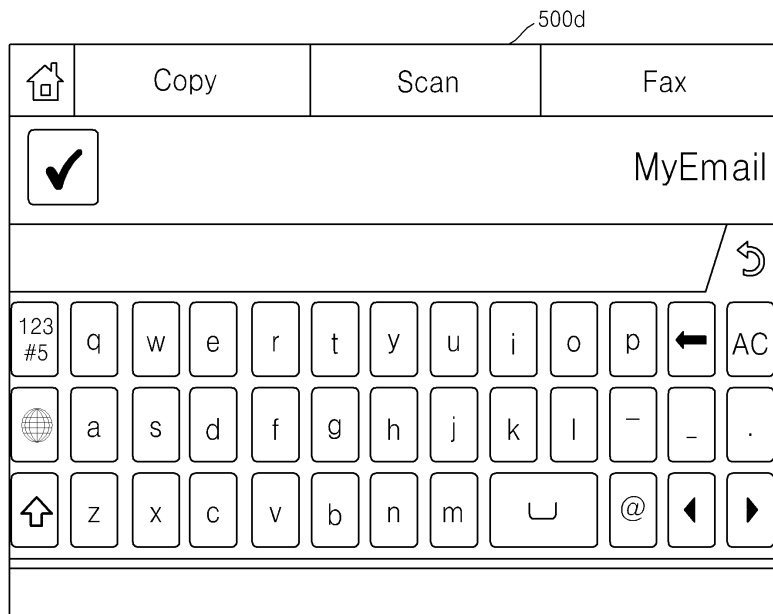 500d
Copy Scan Fax
MyEmail
123 q w e r t y u i o p AC
#5
a s d f g h j k l – _ .
z x c v b n m @